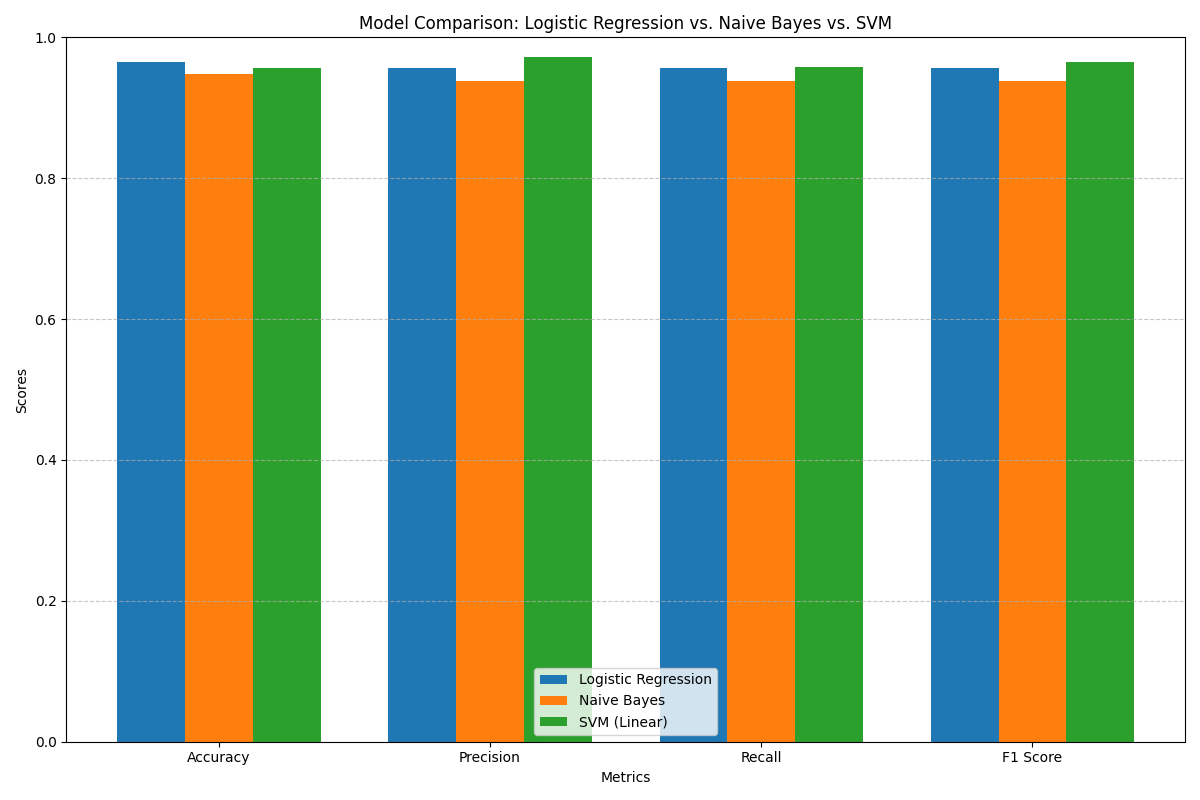 Model Comparison: Logistic Regression vs. Naive Bayes vs. SVM
1.0
0.8
0.6
0.4
0.2
0.0
Scores
Logistic Regression
Naive Bayes
SVM (Linear)
Accuracy Precision Recall F1 Score
Metrics